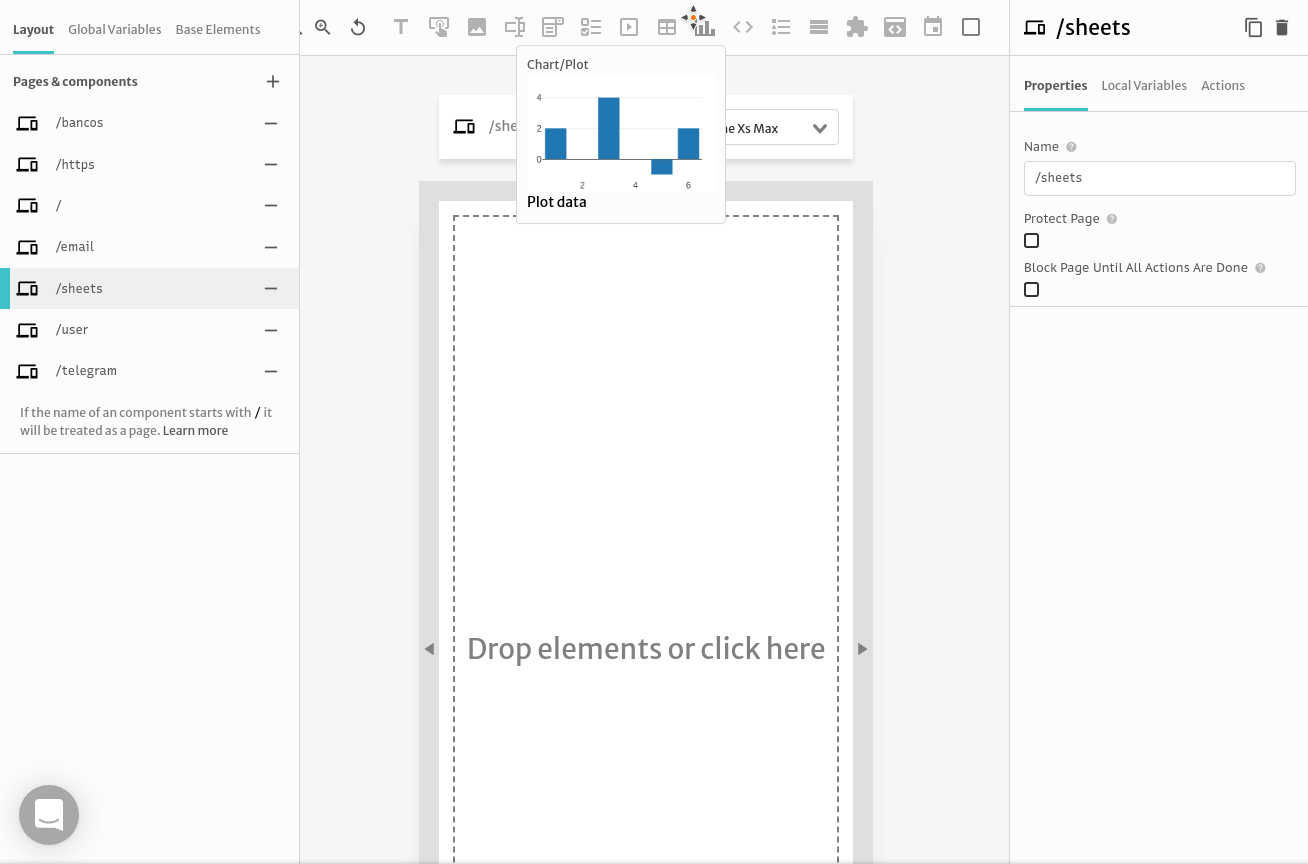 Layout Global Variables Base Elements
Pages & components
/bancos
/https
/
/email
/sheets
/user
/telegram
If the name of an component starts with / it
will be treated as a page. Learn more
Chart/Plot
4
2
0
2 4 6
Plot data
/she
ne Xs Max
Drop elements or click here
/sheets
Properties Local Variables Actions
Name
/sheets
Protect Page
Block Page Until All Actions Are Done